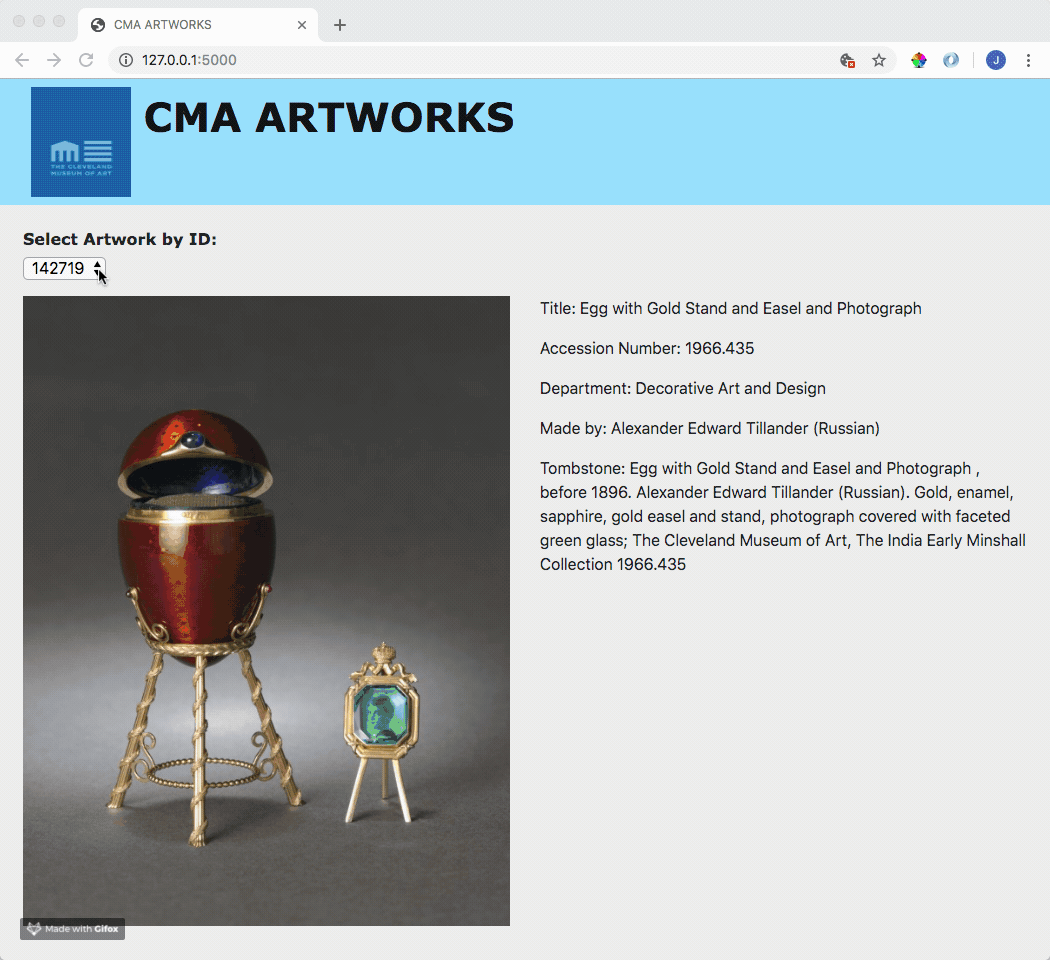 CMA ARTWORKS
127.0.0.1:5000
J
CMA ARTWORKS
THE CLEVELAND
MUSEUM OF ART
Select Artwork by ID:
142719
Title: Egg with Gold Stand and Easel and Photograph
Accession Number: 1966.435
Department: Decorative Art and Design
Made by: Alexander Edward Tillander (Russian)
Tombstone: Egg with Gold Stand and Easel and Photograph ,
before 1896. Alexander Edward Tillander (Russian). Gold, enamel,
sapphire, gold easel and stand, photograph covered with faceted
green glass; The Cleveland Museum of Art, The India Early Minshall
Collection 1966.435
Made with Gifox